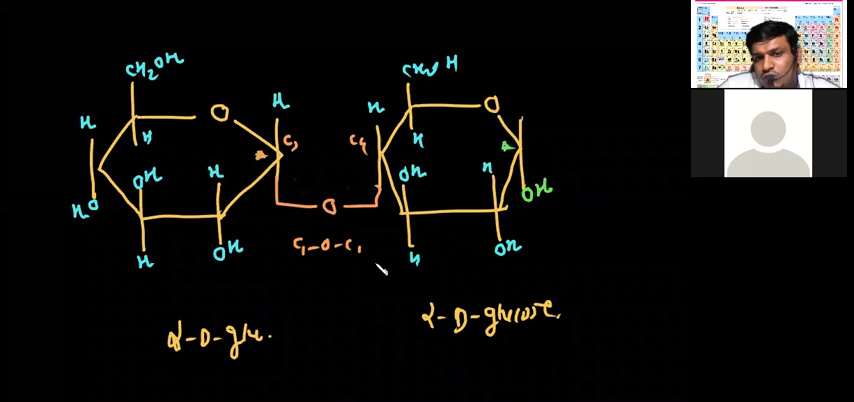 CH2OH
O
H
H
H
OH
H
HO
H
OH
C1
CH2OH
O
H
C4
H
OH
H
OH
O
C1-O-C1
H
OH
α-D-glu.
α-D-glucose.